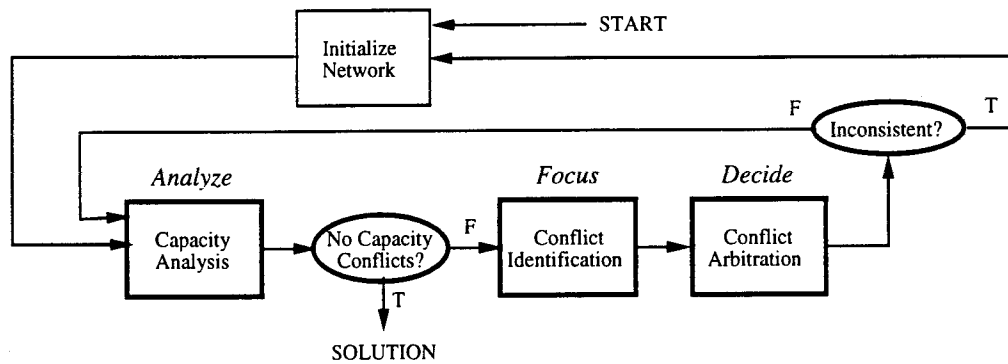 START
Initialize
Network
F
T
Inconsistent?
Analyze
Focus
Decide
Capacity
Analysis
No Capacity
Conflicts?
F
Conflict
Identification
Conflict
Arbitration
T
SOLUTION